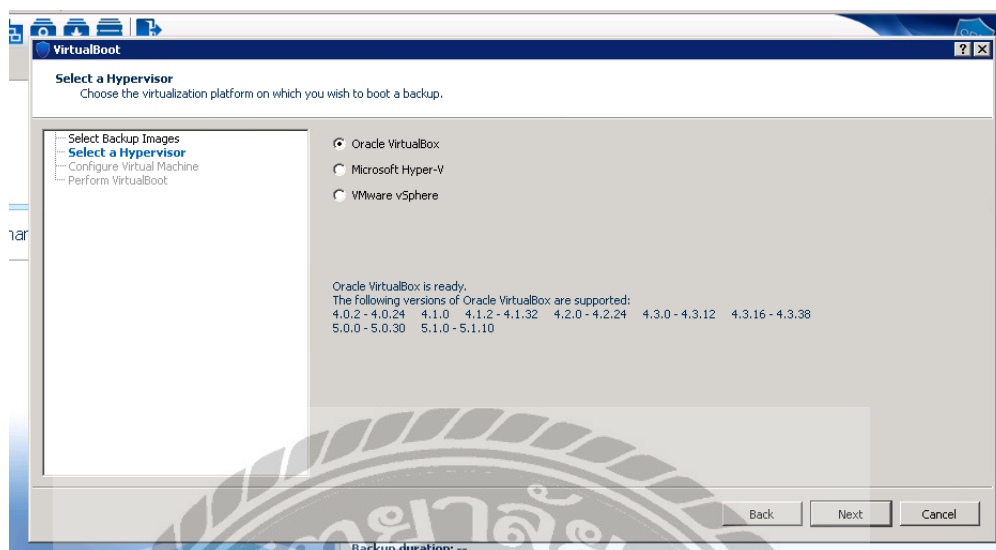 VirtualBoot
Select a Hypervisor
Choose the virtualization platform on which you wish to boot a backup.
Select Backup Images
Select a Hypervisor
Configure Virtual Machine
Perform VirtualBoot
Oracle VirtualBox
Microsoft Hyper-V
VMware vSphere
Oracle VirtualBox is ready.
The following versions of Oracle VirtualBox are supported:
4.0.2 - 4.0.24 4.1.0 4.1.2 - 4.1.32 4.2.0 - 4.2.24 4.3.0 - 4.3.12 4.3.16 - 4.3.38
5.0.0 - 5.0.30 5.1.0 - 5.1.10
Back Next Cancel
Backup duration: --